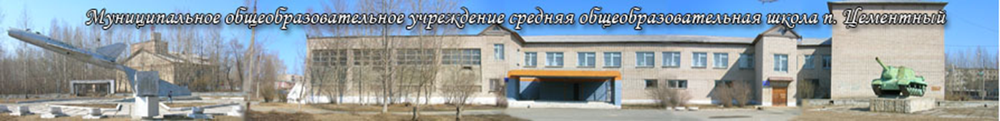 Муниципальное общеобразовательное учреждение средняя общеобразовательная школа п. Цементный